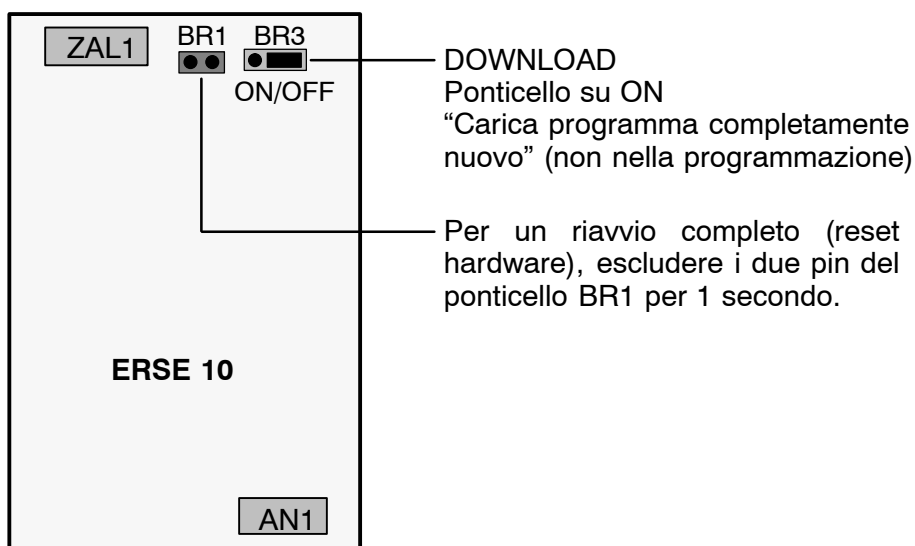 ZAL1
BR1 BR3
ON/OFF
DOWNLOAD
Ponticello su ON
“Carica programma completamente
nuovo” (non nella programmazione)
Per un riavvio completo (reset
hardware), escludere i due pin del
ponticello BR1 per 1 secondo.
ERSE 10
AN1